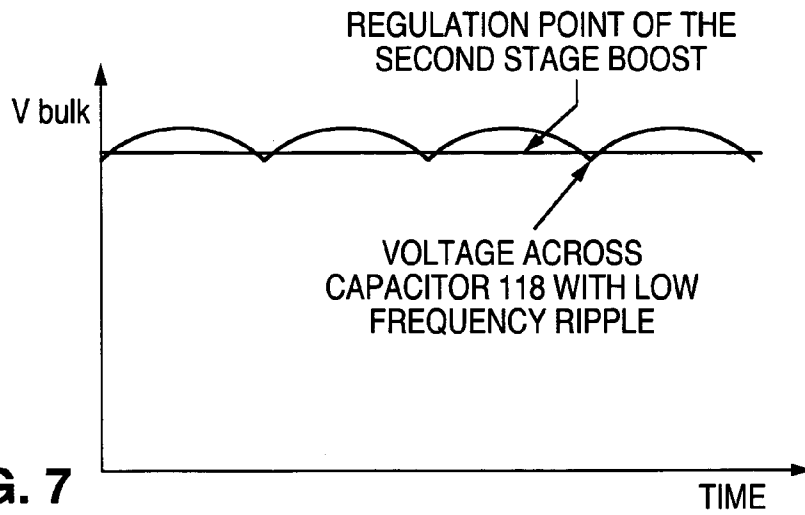 REGULATION POINT OF THE
SECOND STAGE BOOST
V bulk
VOLTAGE ACROSS
CAPACITOR 118 WITH LOW
FREQUENCY RIPPLE
G. 7
TIME